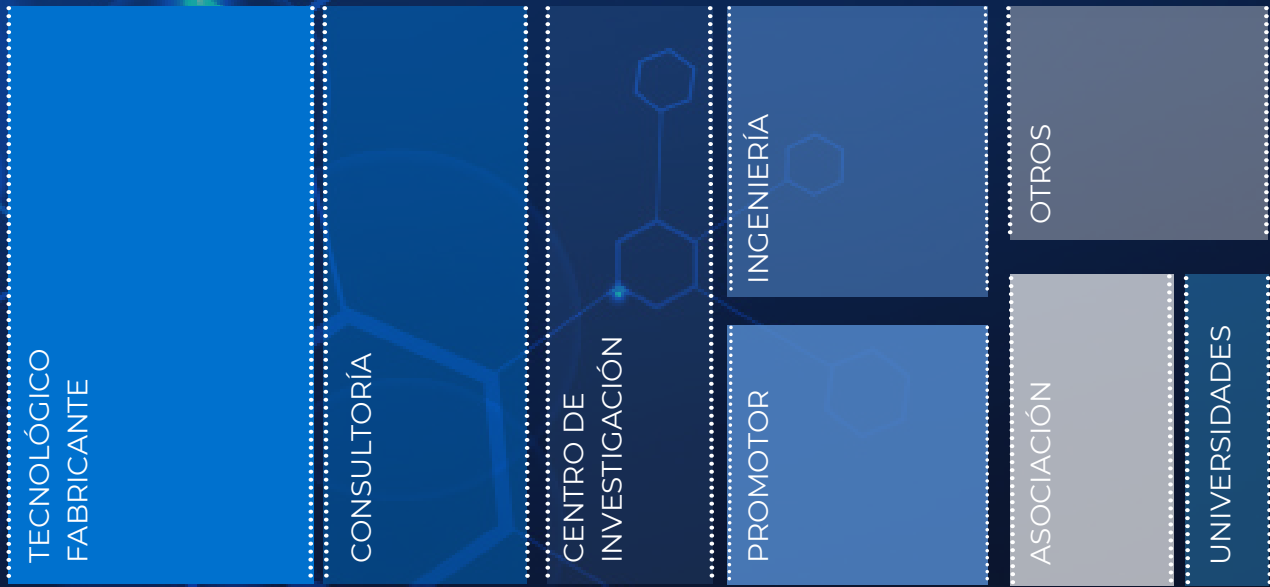 TECNOLÓGICO
FABRICANTE
CONSULTORÍA
CENTRO DE
INVESTIGACIÓN
INGENIERÍA
PROMOTOR
OTROS
ASOCIACIÓN
UNIVERSIDADES